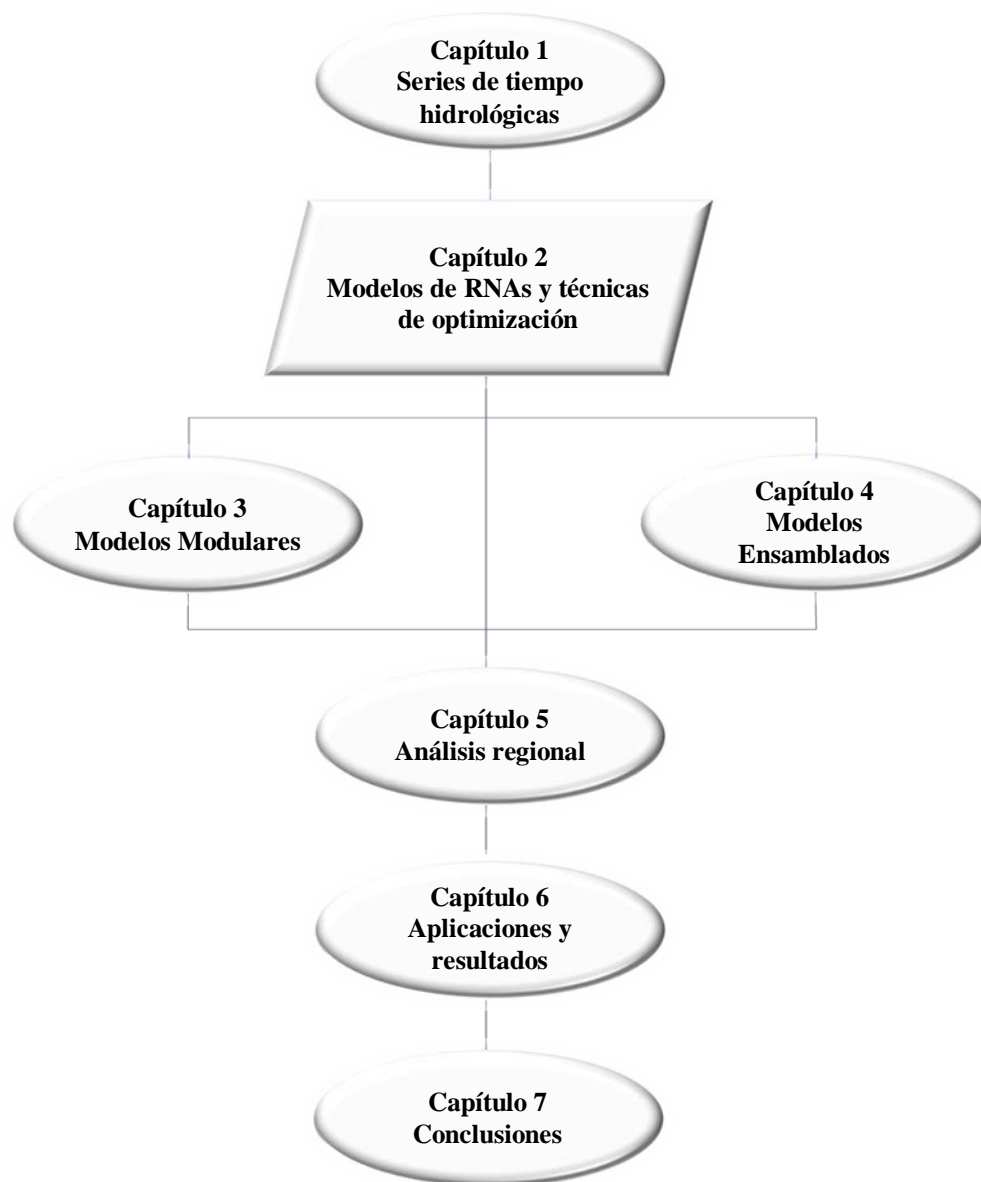 Capítulo 1
Series de tiempo
hidrológicas
Capítulo 2
Modelos de RNAs y técnicas
de optimización
Capítulo 3
Modelos Modulares
Capítulo 4
Modelos
Ensamblados
Capítulo 5
Análisis regional
Capítulo 6
Aplicaciones y
resultados
Capítulo 7
Conclusiones